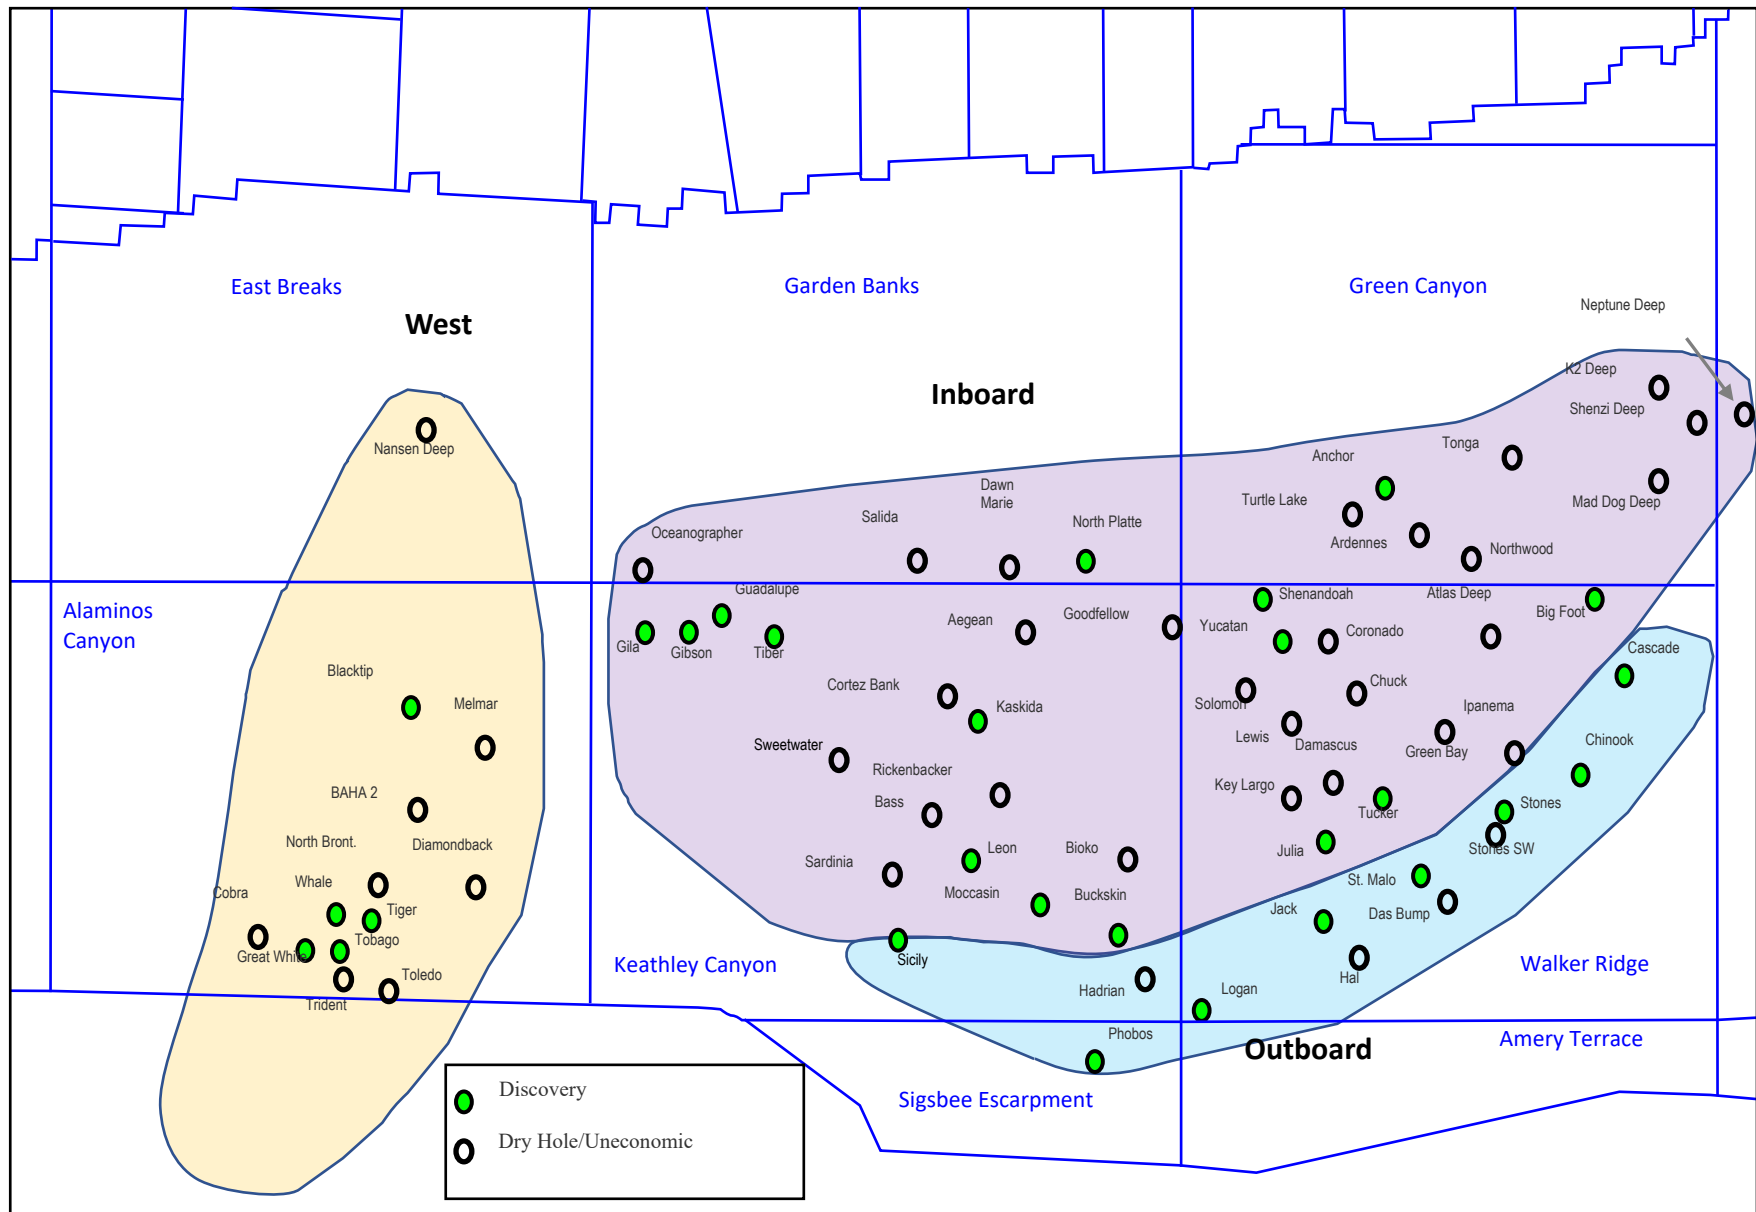 East Breaks
Garden Banks
Green Canyon
Neptune Deep
West
K2 Deep
Inboard
Shenzi Deep
Nansen Deep
Tonga
Anchor
Dawn
Marie
Turtle Lake
Mad Dog Deep
Salida
North Platte
Oceanographer
Ardennes
Northwood
Guadalupe
Shenandoah
Atlas Deep
Alaminos
Canyon
Big Foot
Aegean
Goodfellow
Yucatan
Coronado
Gila
Gibson
Tiber
Cascade
Blacktip
Cortez Bank
Chuck
Melmar
Kaskida
Solomon
Ipanema
Sweetwater
Lewis
Damascus
Green Bay
Chinook
Rickenbacker
BAHA 2
Bass
Key Largo
Stones
Tucker
North Bront.
Diamondback
Leon
Bioko
Julia
Stones SW
Sardinia
Whale
St. Malo
Cobra
Moccasin
Buckskin
Tiger
Jack
Das Bump
Tobago
Great White
Sicily
Keathley Canyon
Walker Ridge
Toledo
Hadrian
Hal
Trident
Logan
Phobos
Outboard
Amery Terrace
Discovery
Sigsbee Escarpment
Dry Hole/Uneconomic